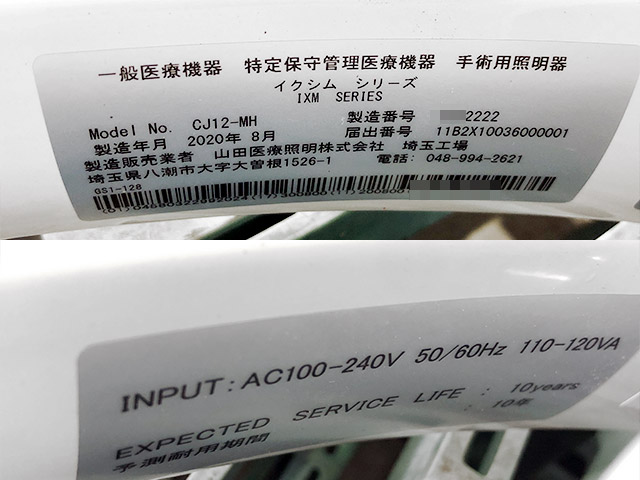 一般医療機器 特定保守管理医療機器 手術用照明器
イクシム シリーズ
IXM SERIES
Model No. CJ12-MH 製造番号 2222
製造年月 2020年 8月 届出番号 11B2X10036000001
製造販売業者 山田医療照明株式会社 埼玉工場
埼玉県八潮市大字大曽根1526-1 電話: 048-994-2621
GS1-128
INPUT: AC100-240V 50/60Hz 110-120VA
EXPECTED SERVICE LIFE : 10years
予測耐用期間 : 10年